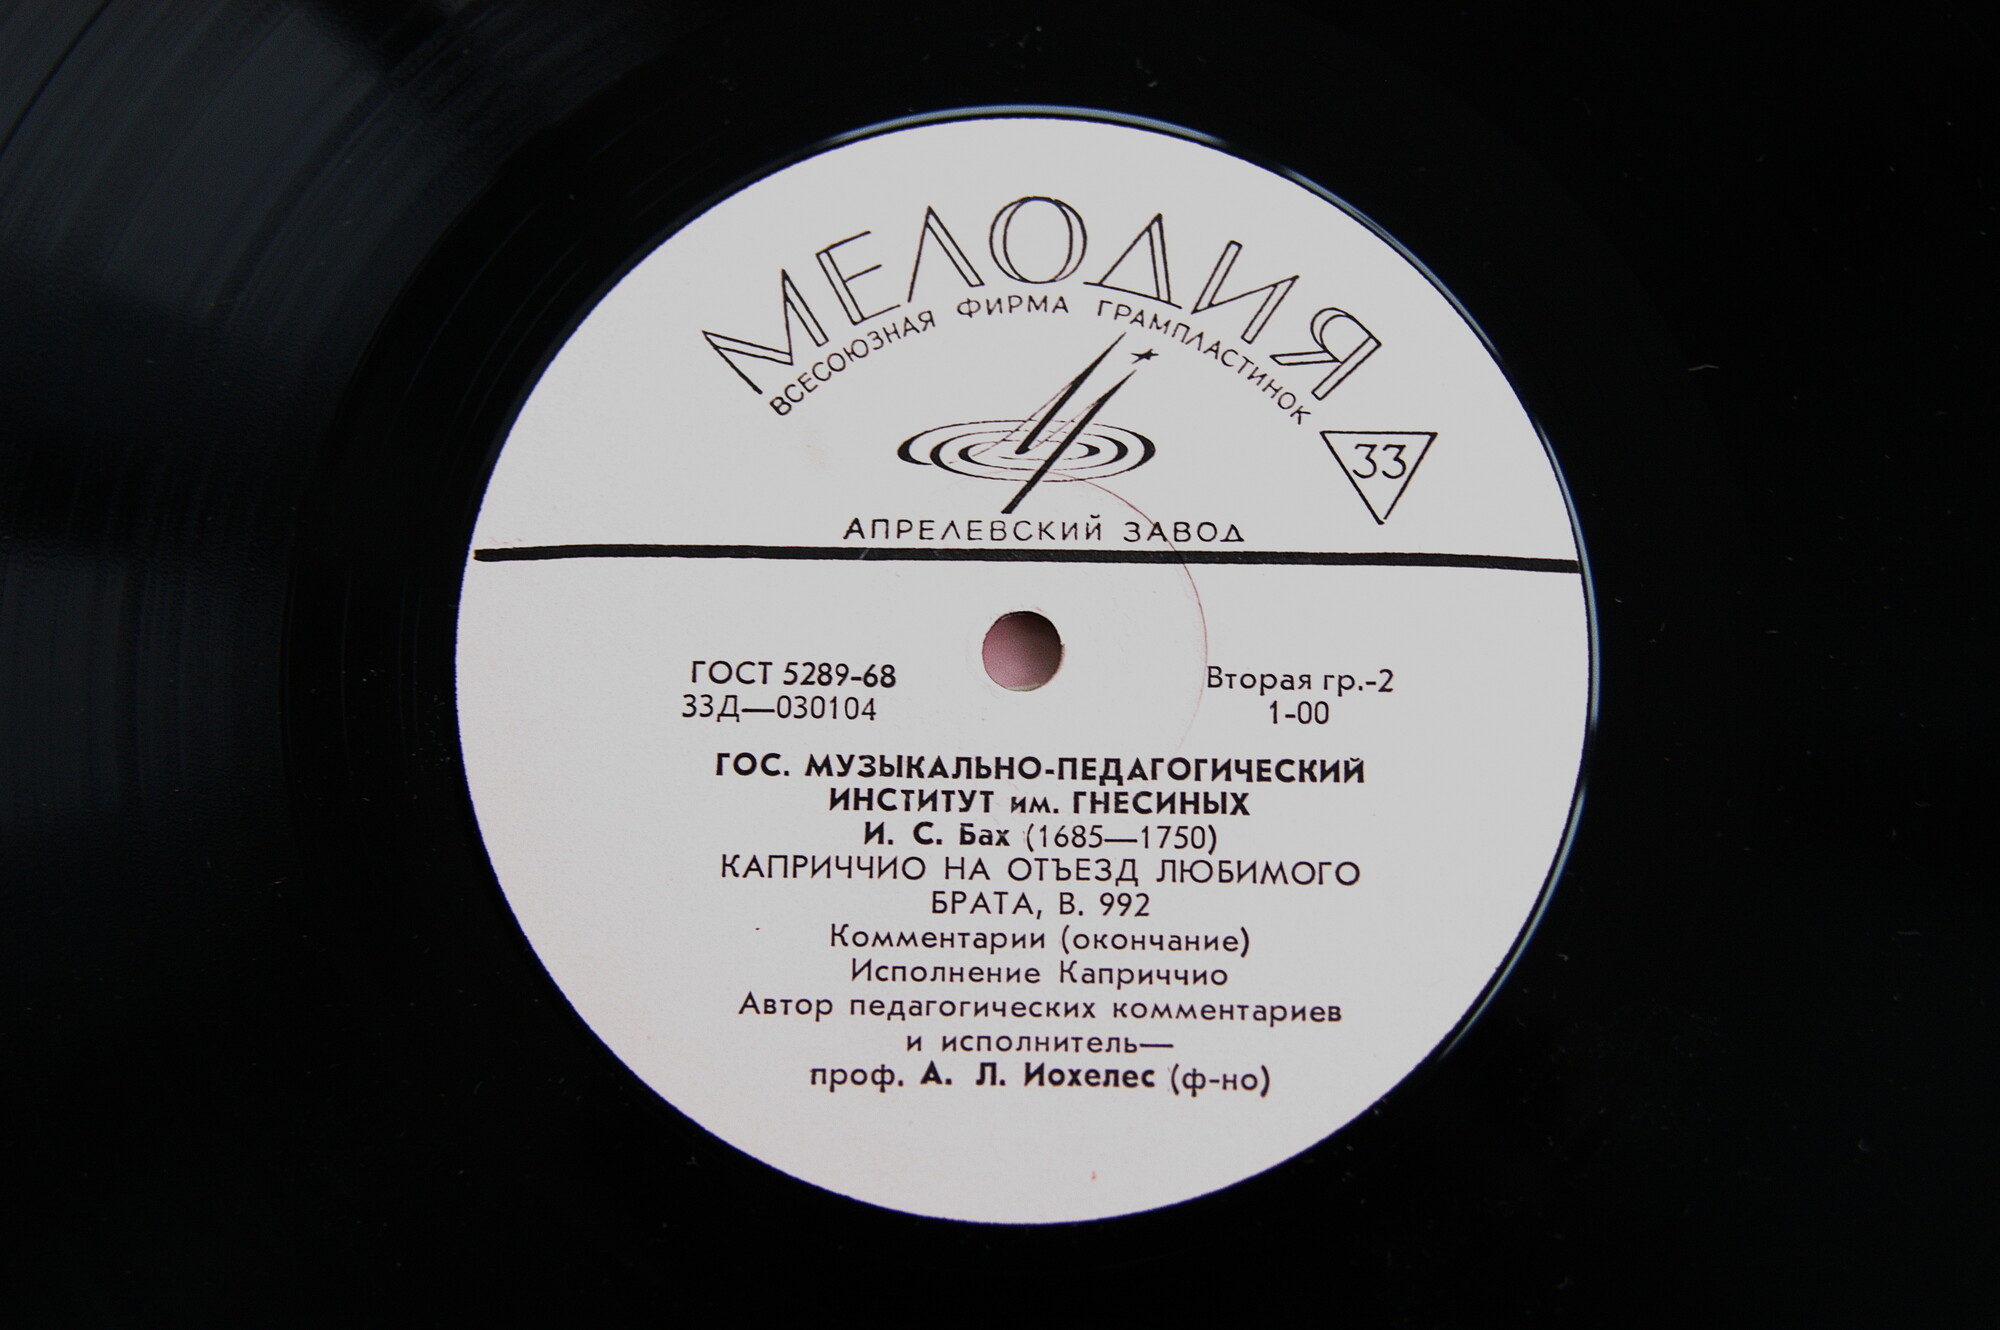 МЕЛОДИЯ
ВСЕСОЮЗНАЯ ФИРМА ГРАМПЛАСТИНОК
33
АПРЕЛЕВСКИЙ ЗАВОД
ГОСТ 5289-68
33Д—030104
Вторая гр.-2
1-00
ГОС. МУЗЫКАЛЬНО-ПЕДАГОГИЧЕСКИЙ
ИНСТИТУТ им. ГНЕСИНЫХ
И. С. Бах (1685—1750)
КАПРИЧЧИО НА ОТЪЕЗД ЛЮБИМОГО
БРАТА, В. 992
Комментарии (окончание)
Исполнение Каприччио
Автор педагогических комментариев
и исполнитель—
проф. А. Л. Иохелес (ф-но)